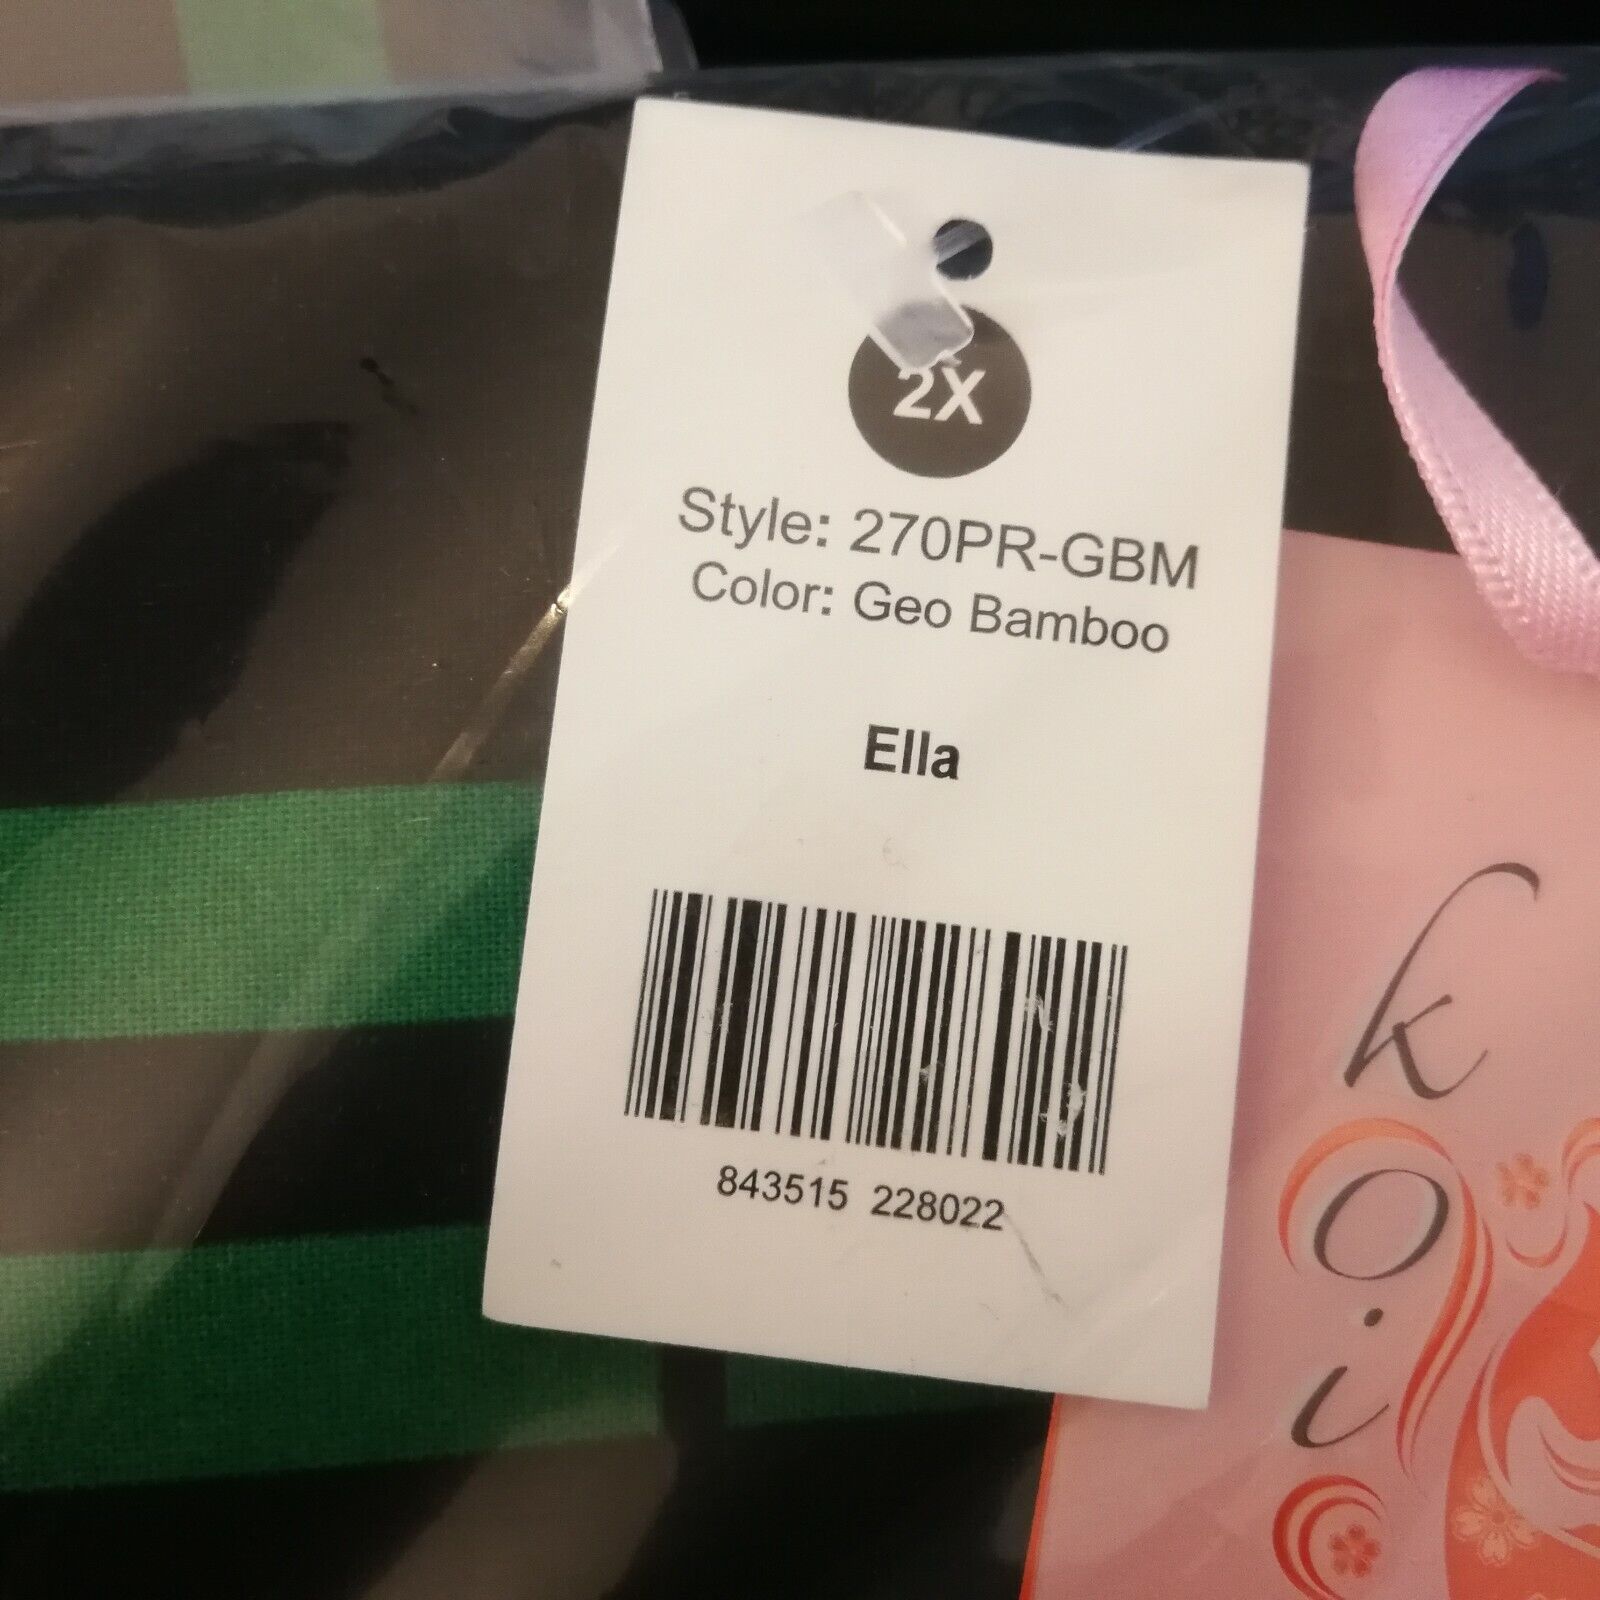 2X
Style: 270PR-GBM
Color: Geo Bamboo
Ella
843515 228022
koi